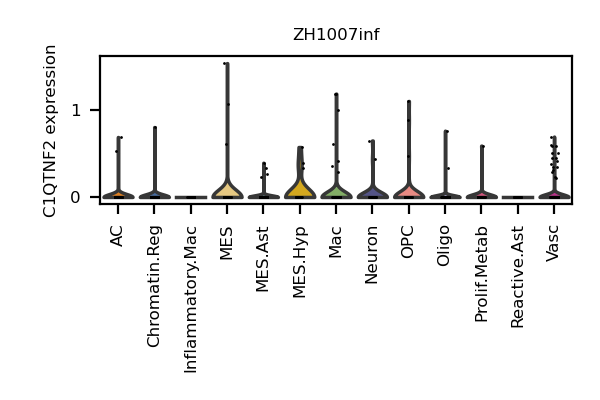 ZH1007inf
C1QTNF2 expression
1
0
AC
Chromatin.Reg
Inflammatory.Mac
MES
MES.Ast
MES.Hyp
Mac
Neuron
OPC
Oligo
Prolif.Metab
Reactive.Ast
Vasc